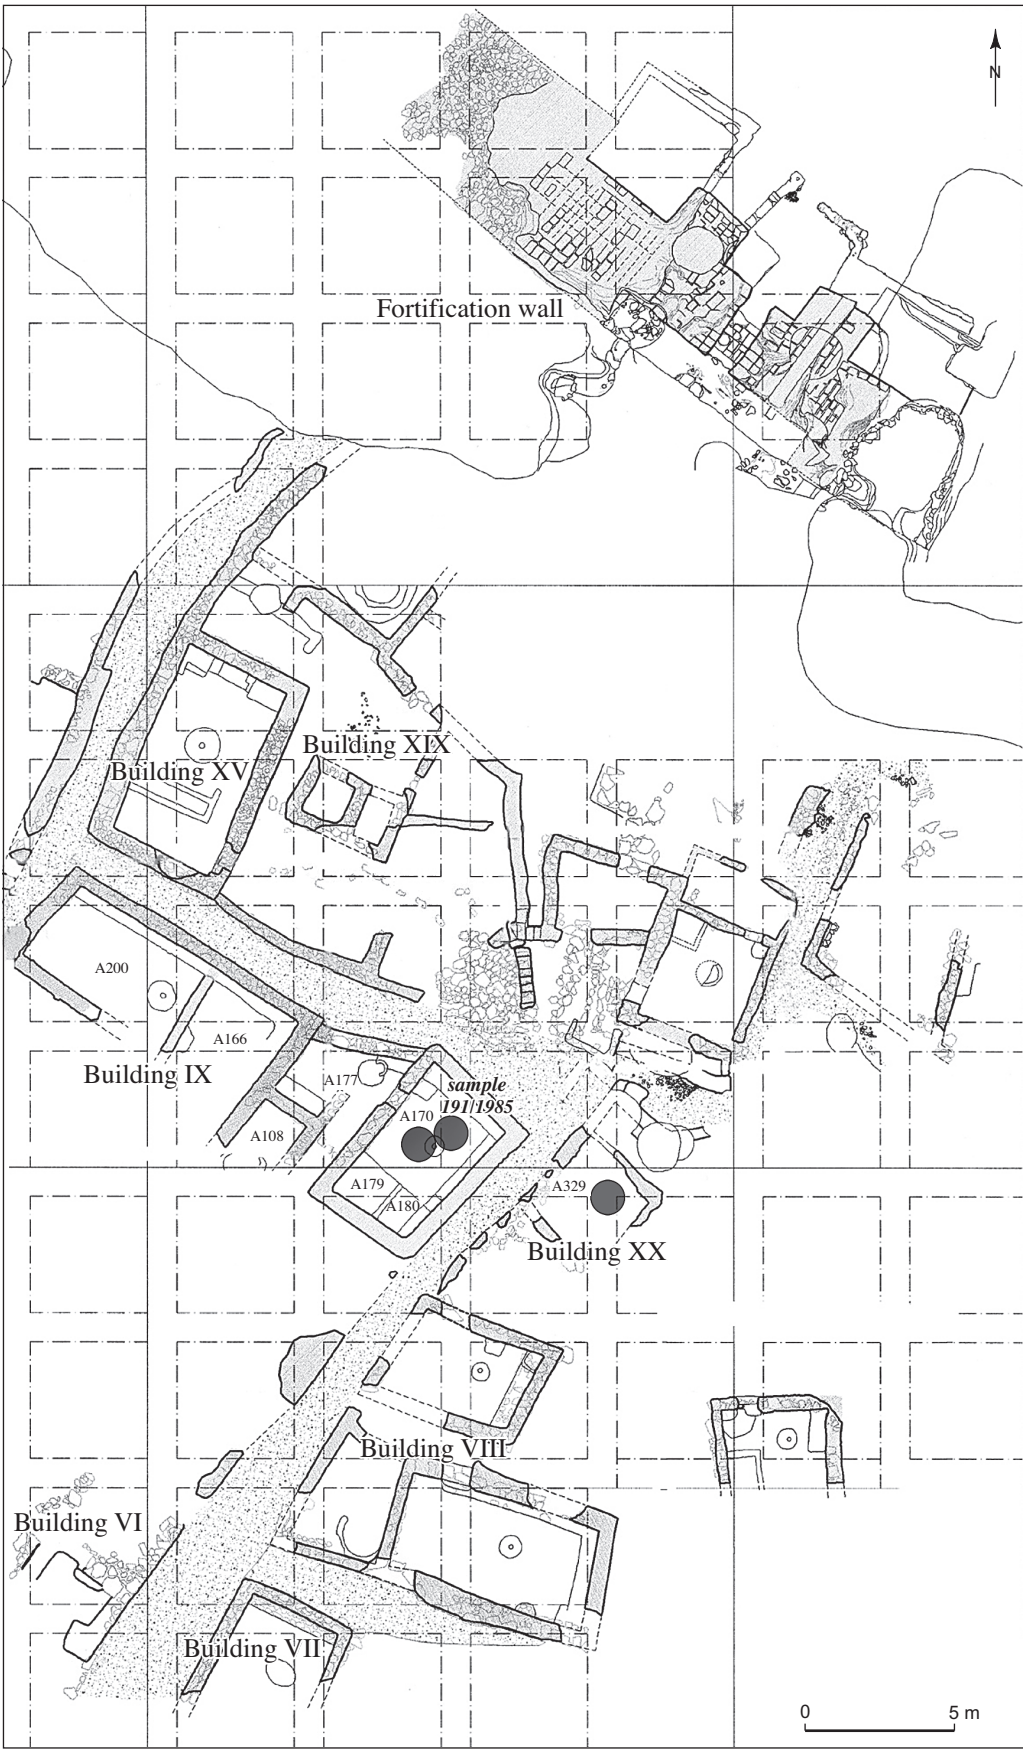 N
Fortification wall
Building XIX
Building XV
A200
A166
Building IX
A177
sample
191/1985
A170
A108
A179
A180
A329
Building XX
Building VIII
Building VI
Building VII
0 5 m